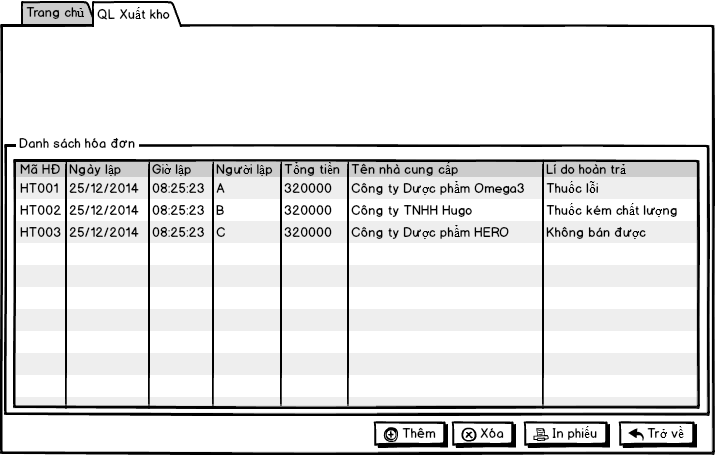 Trang chủ QL Xuất kho
Danh sách hóa đơn
Mã HĐ Ngày lập Giờ lập Người lập Tổng tiền Tên nhà cung cấp Lí do hoàn trả
HT001 25/12/2014 08:25:23 A 320000 Công ty Dược phẩm Omega3 Thuốc lỗi
HT002 25/12/2014 08:25:23 B 320000 Công ty TNHH Hugo Thuốc kém chất lượng
HT003 25/12/2014 08:25:23 C 320000 Công ty Dược phẩm HERO Không bán được
Thêm Xóa In phiếu Trở về